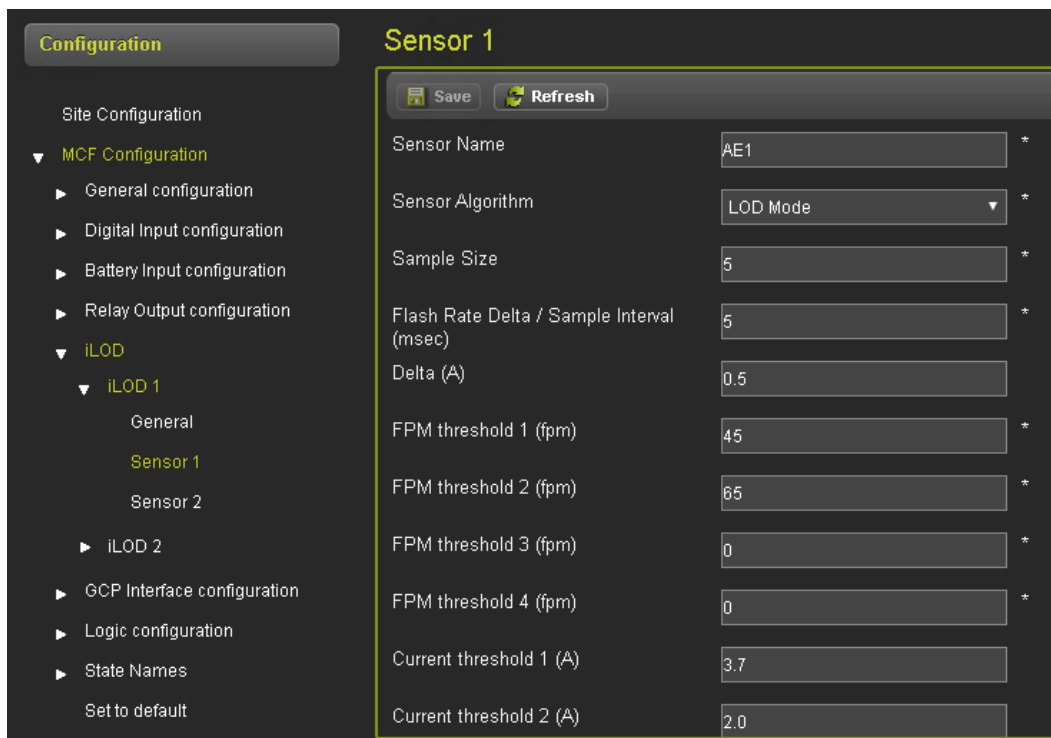 Configuration
Site Configuration
MCF Configuration
General configuration
Digital Input configuration
Battery Input configuration
Relay Output configuration
iLOD
iLOD 1
General
Sensor 1
Sensor 2
iLOD 2
GCP Interface configuration
Logic configuration
State Names
Set to default
Sensor 1
Save Refresh
Sensor Name AE1 *
Sensor Algorithm LOD Mode *
Sample Size 5 *
Flash Rate Delta / Sample Interval
(msec) 5 *
Delta (A) 0.5
FPM threshold 1 (fpm) 45 *
FPM threshold 2 (fpm) 65 *
FPM threshold 3 (fpm) 0 *
FPM threshold 4 (fpm) 0 *
Current threshold 1 (A) 3.7
Current threshold 2 (A) 2.0